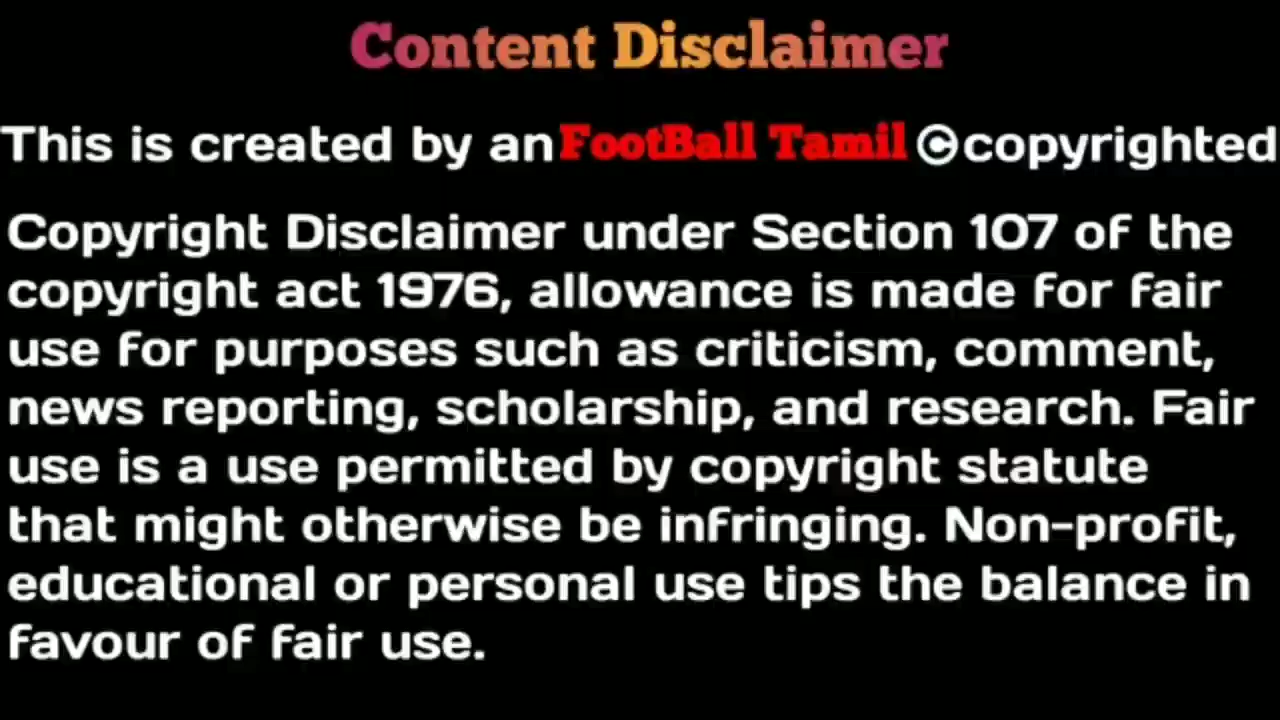 Content Disclaimer
This is created by an FootBall Tamil ©copyrighted
Copyright Disclaimer under Section 107 of the
copyright act 1976, allowance is made for fair
use for purposes such as criticism, comment,
news reporting, scholarship, and research. Fair
use is a use permitted by copyright statute
that might otherwise be infringing. Non-profit,
educational or personal use tips the balance in
favour of fair use.